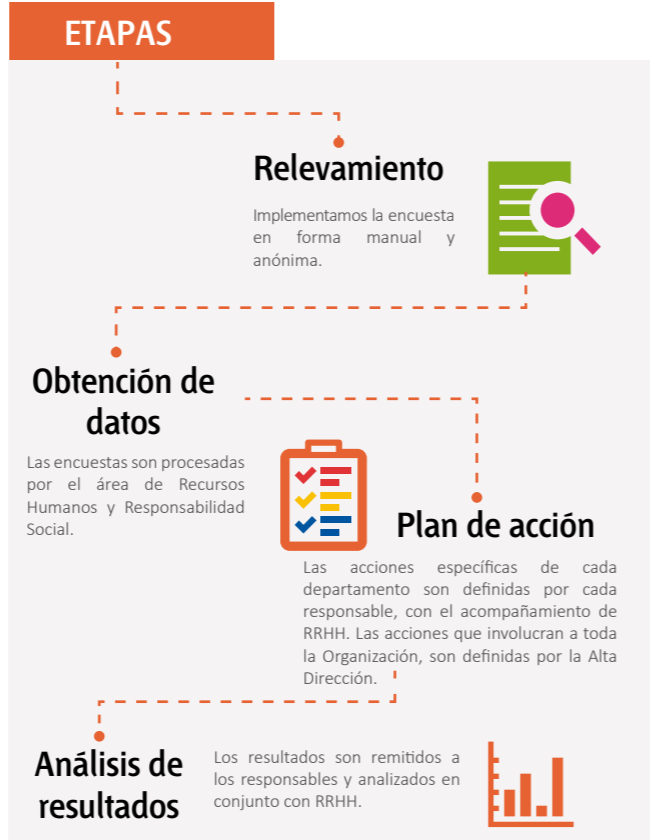 ETAPAS
Relevamiento
Implementamos la encuesta
en forma manual y
anónima.
Obtención de
datos
Las encuestas son procesadas
por el área de Recursos
Humanos y Responsabilidad
Social.
Plan de acción
Las acciones específicas de cada
departamento son definidas por cada
responsable, con el acompañamiento de
RRHH. Las acciones que involucran a toda
la Organización, son definidas por la Alta
Dirección.
Análisis de
resultados
Los resultados son remitidos a
los responsables y analizados en
conjunto con RRHH.